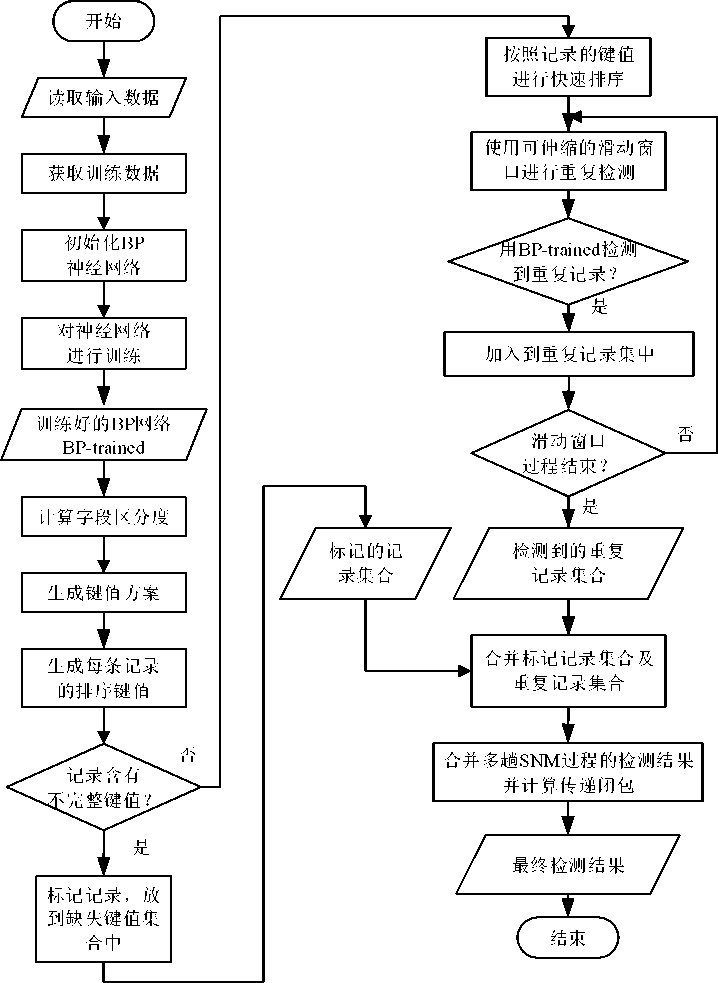 开始
读取输入数据
获取训练数据
初始化BP
神经网络
对神经网络
进行训练
训练好的BP网络
BP-trained
计算字段区分度
生成键值方案
生成每条记录
的排序键值
否
记录含有
不完整键值？
是
标记记录，放
到缺失键值集
合中
按照记录的键值
进行快速排序
使用可伸缩的滑动窗
口进行重复检测
用BP-trained检测
到重复记录？
是
加入到重复记录集中
否
滑动窗口
过程结束？
是
标记的记
录集合
检测到的重复
记录集合
合并标记记录集合及
重复记录集合
合并多趟SNM过程的检测结果
并计算传递闭包
最终检测结果
结束